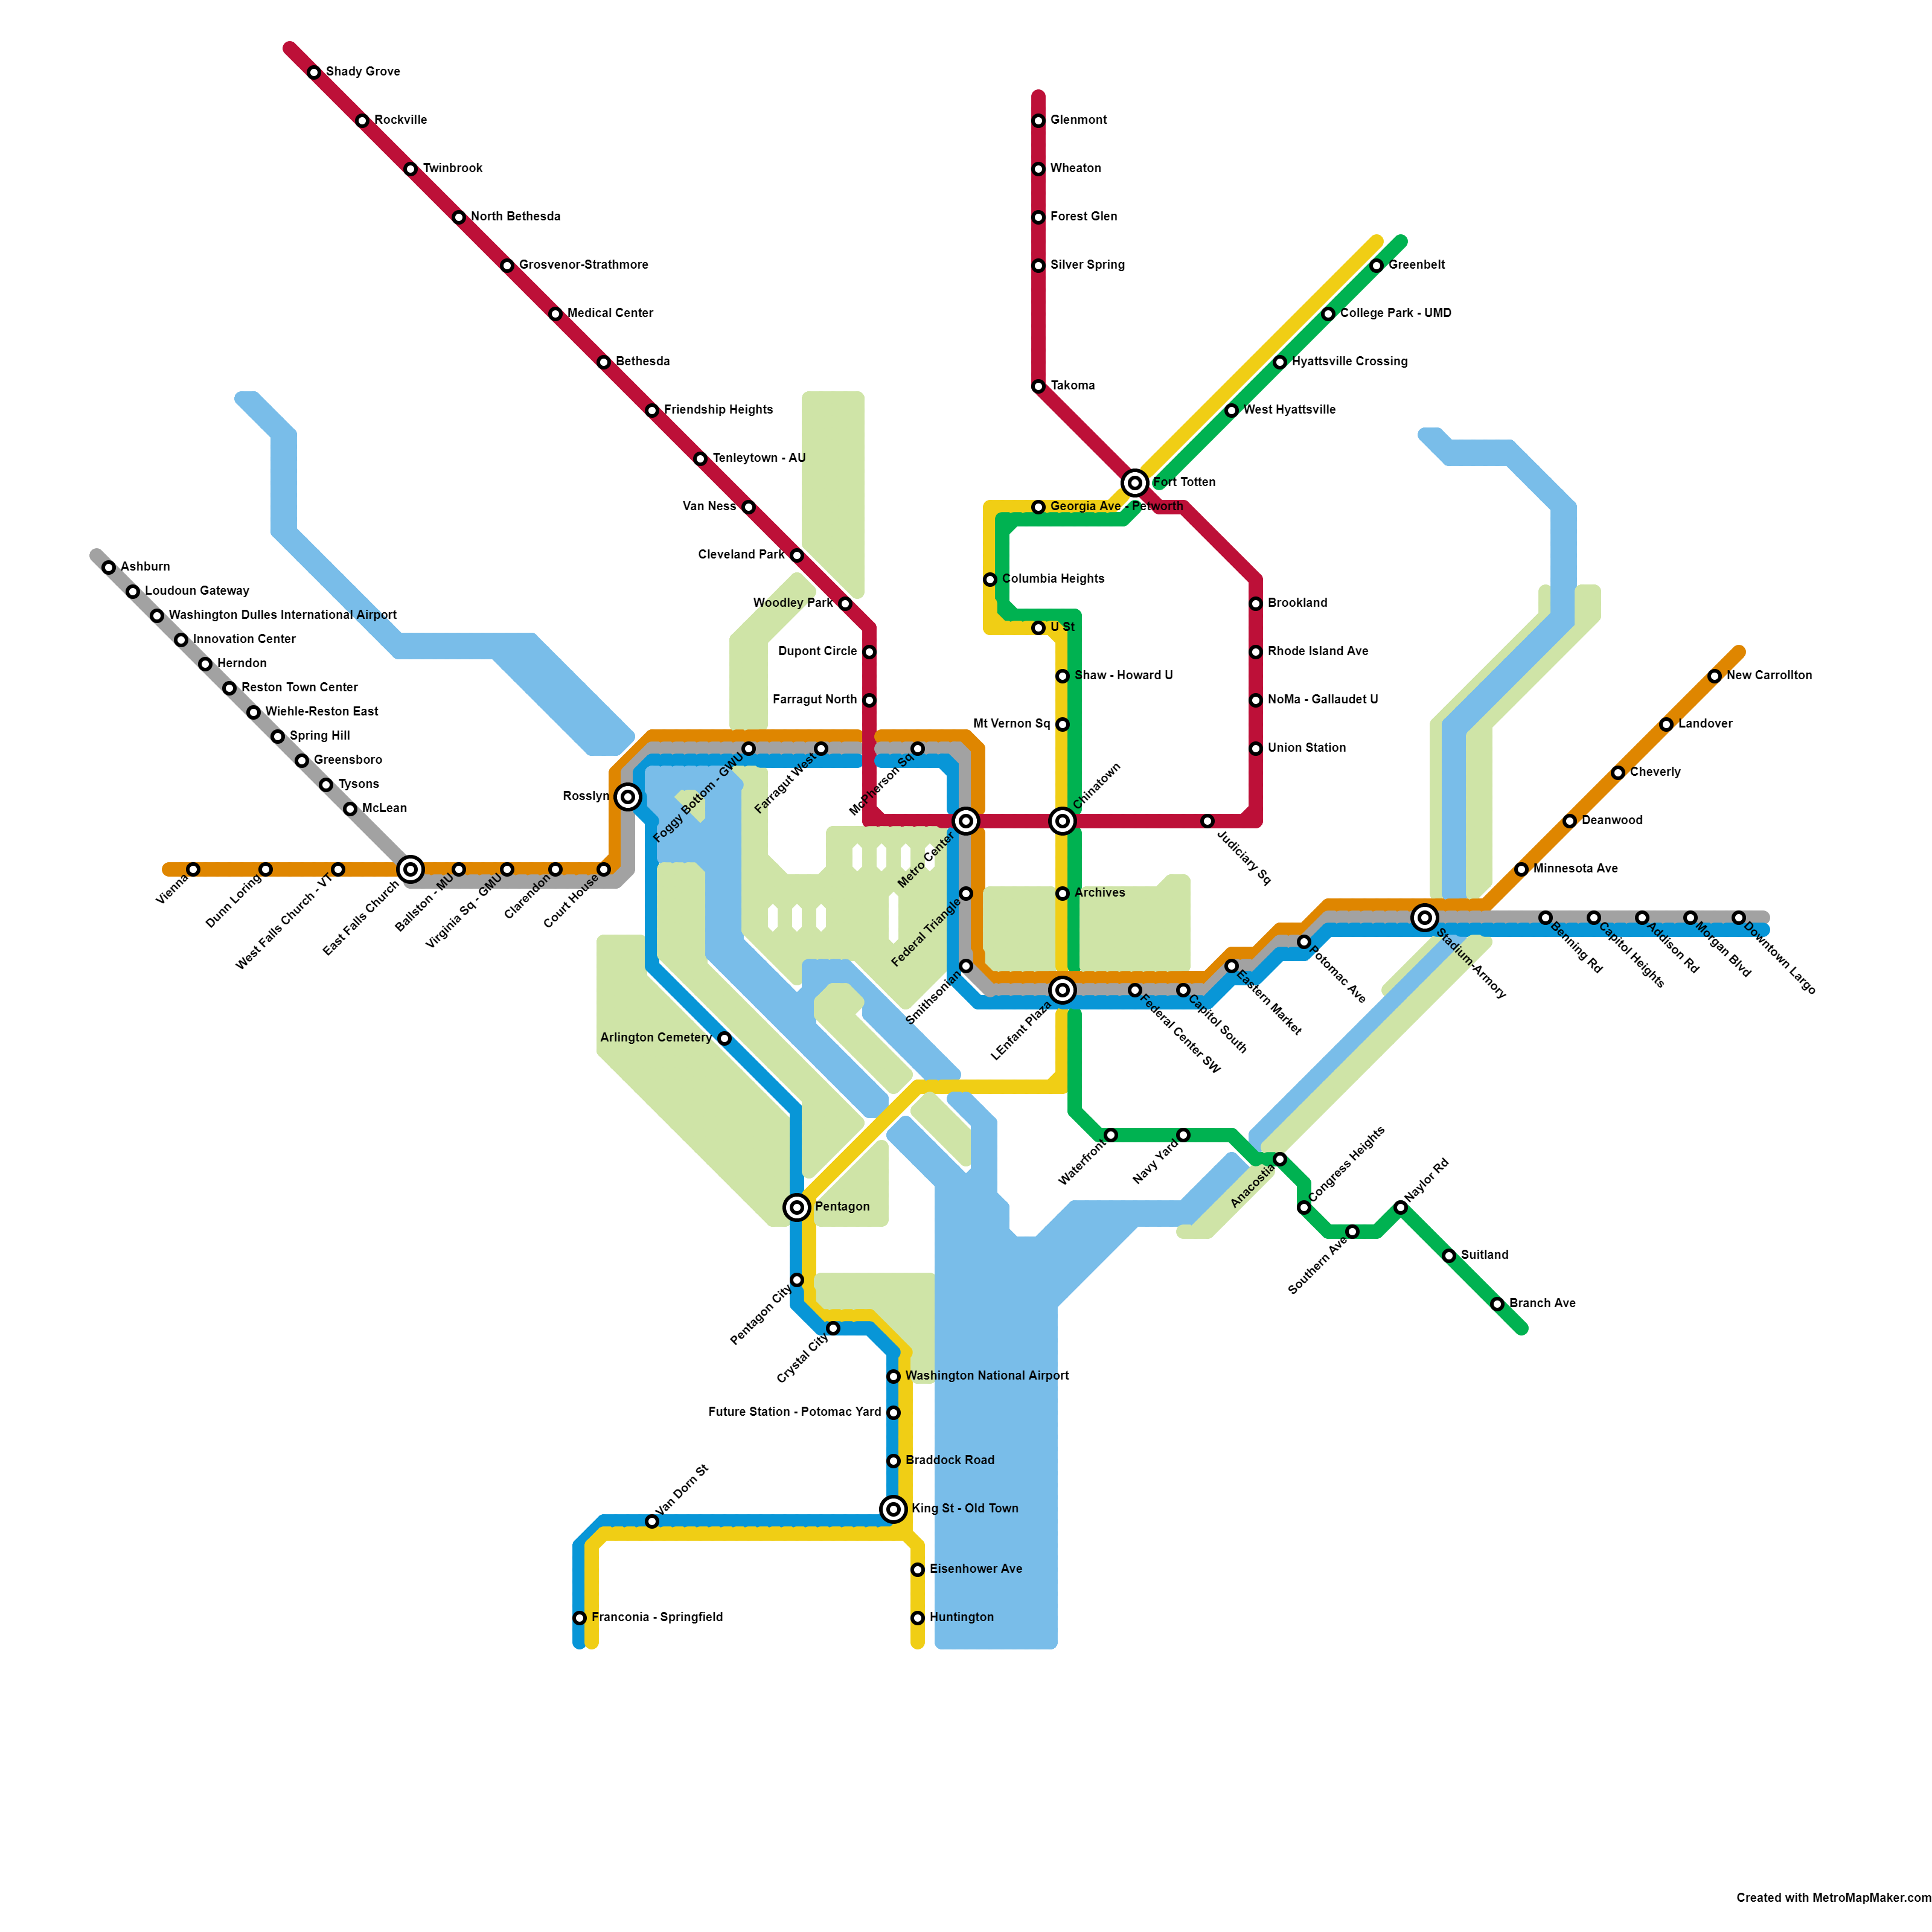 Shady Grove
Rockville
Twinbrook
North Bethesda
Grosvenor-Strathmore
Medical Center
Bethesda
Friendship Heights
Tenleytown - AU
Van Ness
Cleveland Park
Woodley Park
Dupont Circle
Farragut North
Glenmont
Wheaton
Forest Glen
Silver Spring
Takoma
Fort Totten
Greenbelt
College Park - UMD
Hyattsville Crossing
West Hyattsville
Georgia Ave - Petworth
Columbia Heights
U St
Shaw - Howard U
Mt Vernon Sq
Chinatown
Brookland
Rhode Island Ave
NoMa - Gallaudet U
Union Station
Judiciary Sq
Ashburn
Loudoun Gateway
Washington Dulles International Airport
Innovation Center
Herndon
Reston Town Center
Wiehle-Reston East
Spring Hill
Greensboro
Tysons
McLean
Vienna
Dunn Loring
West Falls Church - VT
East Falls Church
Ballston - MU
Virginia Sq - GMU
Clarendon
Court House
Rosslyn
Foggy Bottom - GWU
Farragut West
McPherson Sq
Metro Center
Federal Triangle
Smithsonian
Archives
LEnfant Plaza
Federal Center SW
Capitol South
Eastern Market
Potomac Ave
Stadium-Armory
New Carrollton
Landover
Cheverly
Deanwood
Minnesota Ave
Benning Rd
Capitol Heights
Addison Rd
Morgan Blvd
Downtown Largo
Arlington Cemetery
Pentagon
Pentagon City
Crystal City
Washington National Airport
Future Station - Potomac Yard
Braddock Road
King St - Old Town
Van Dorn St
Franconia - Springfield
Eisenhower Ave
Huntington
Waterfront
Navy Yard
Anacostia
Congress Heights
Southern Ave
Naylor Rd
Suitland
Branch Ave
Created with MetroMapMaker.com